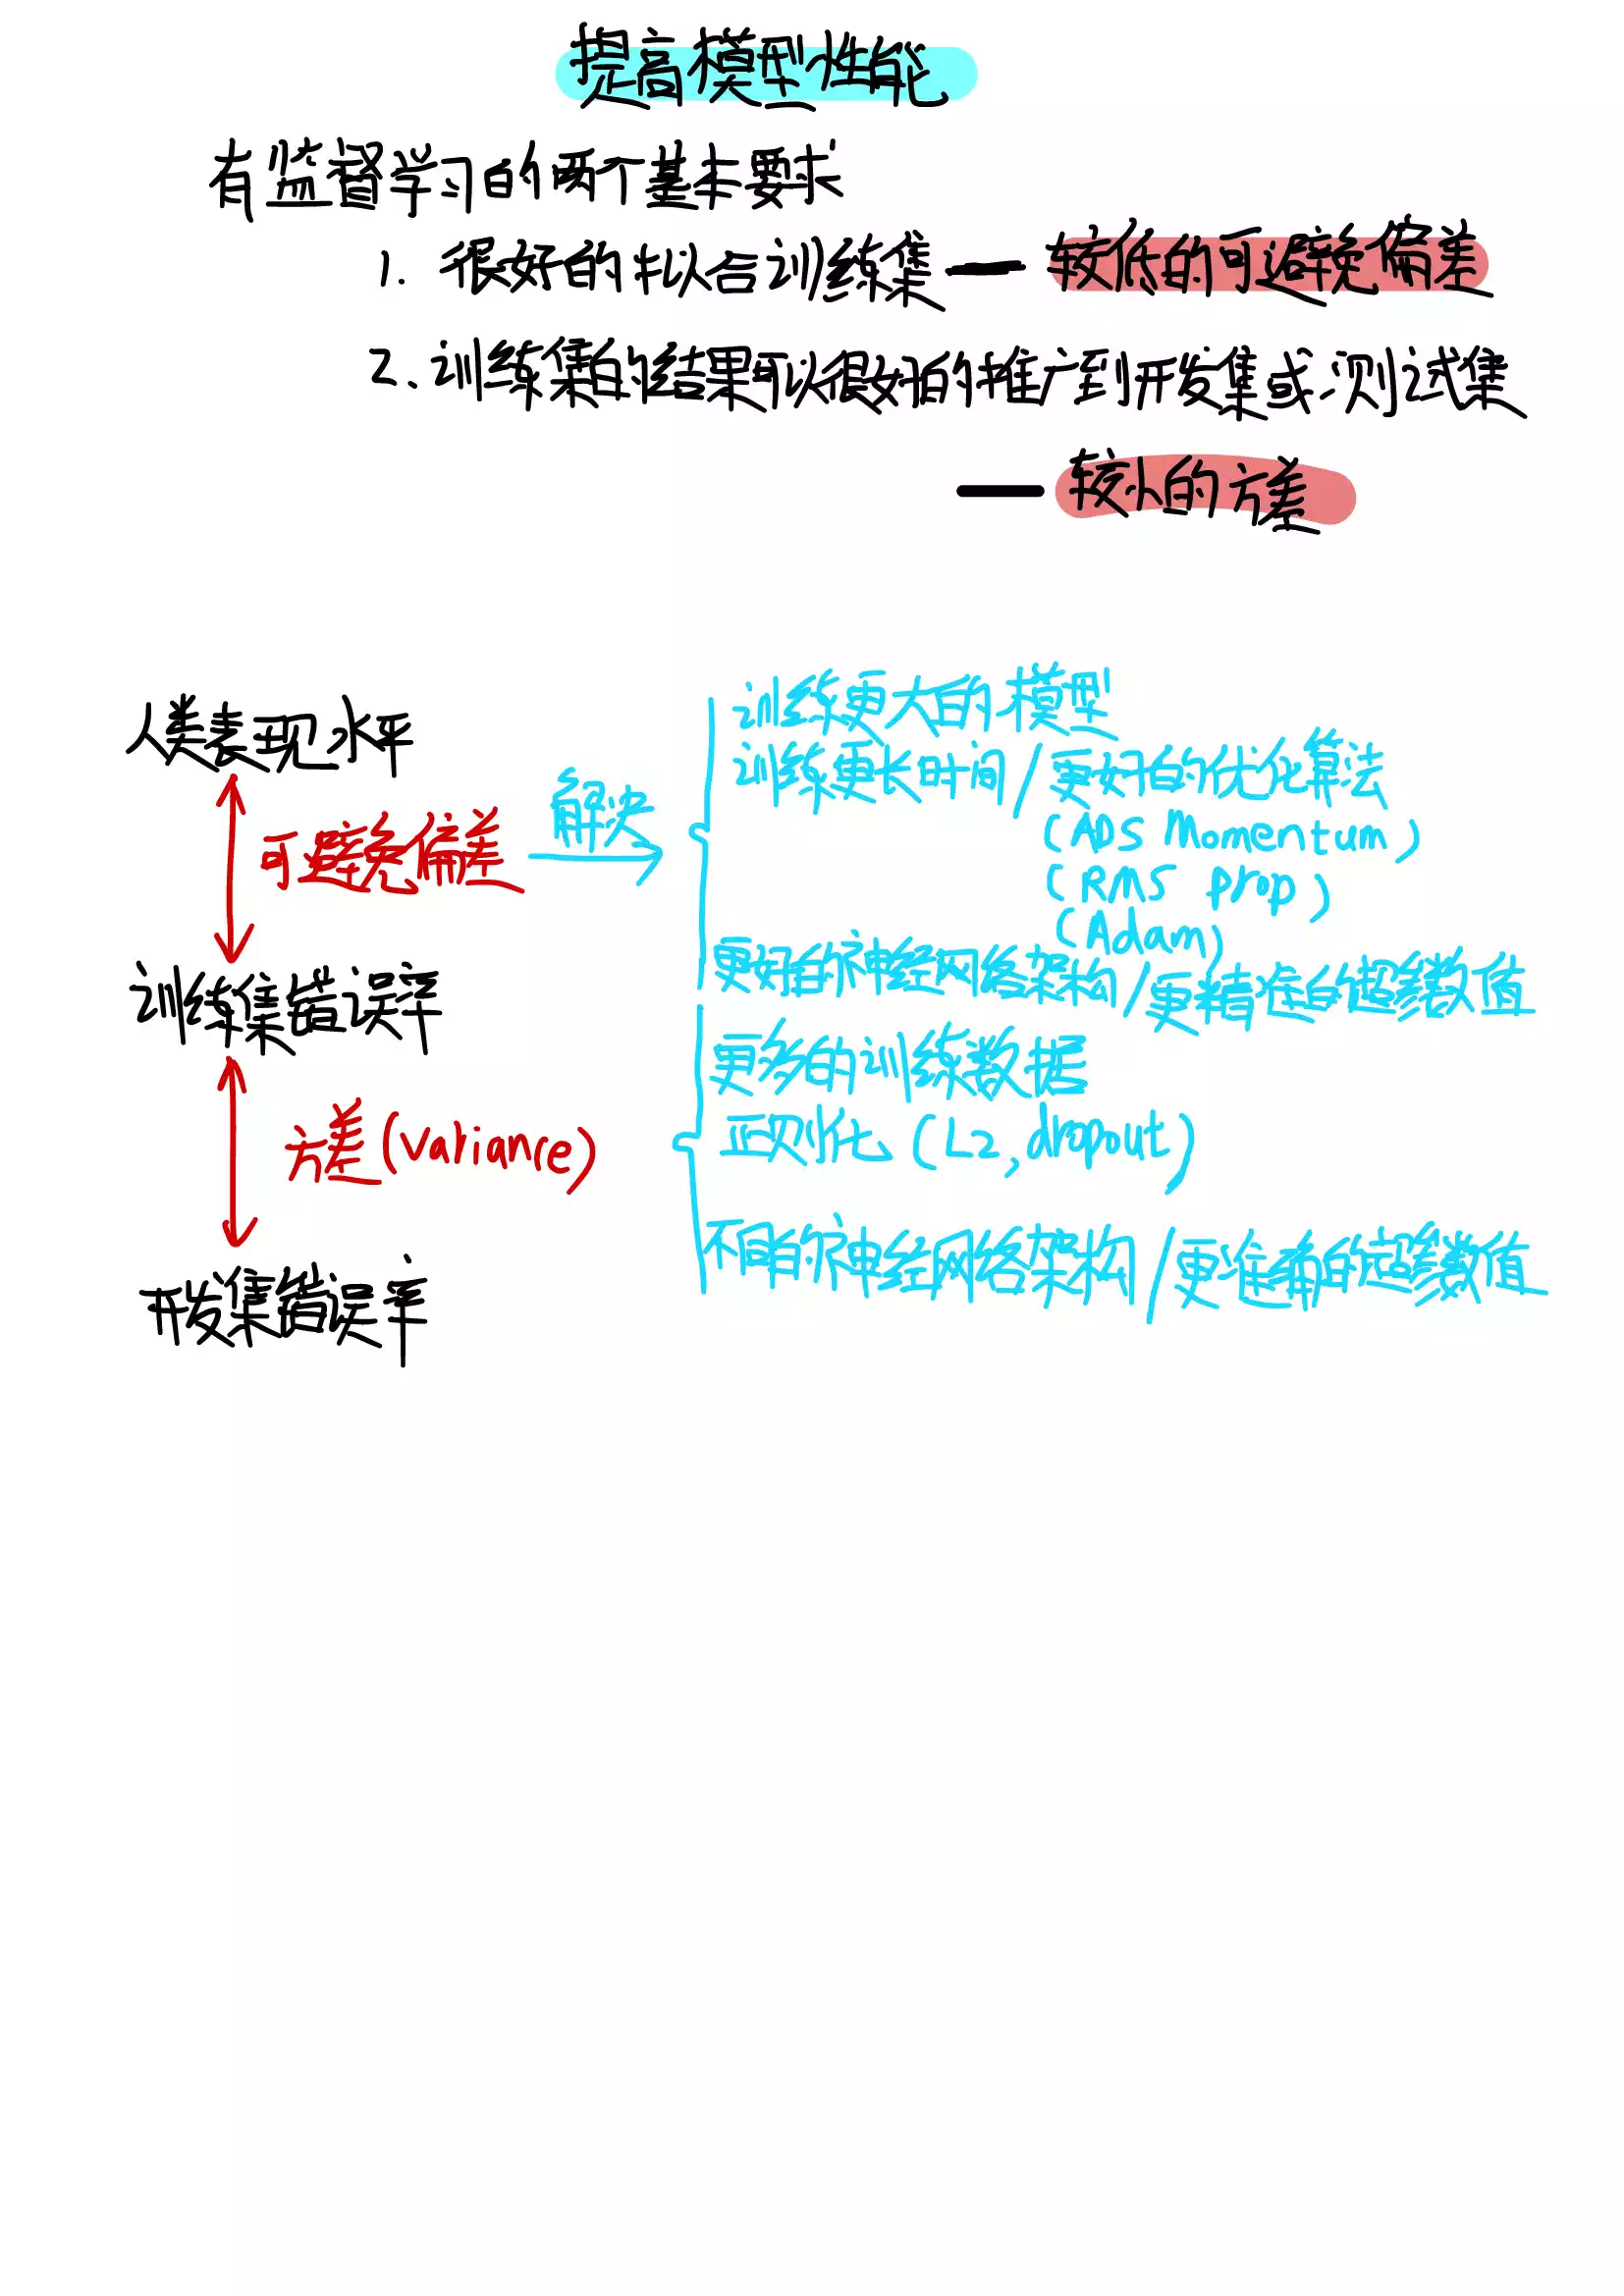 提高模型性能
有监督学习的两个基本要求
1. 很好的拟合训练集 — 较低的可避免偏差
2. 训练集的结果可以很好的推产到开发集或测试集
— 较小的方差
人类表现水平
可避免偏差
解决
训练更大的模型
训练更长时间/更好的优化算法
(ADS Momentum)
(RMS prop)
(Adam)
更好的神经网络架构/更精准的超参数值
训练集错误率
更多的训练数据
方差(Variance)
正则化 (L2, dropout)
不同的神经网络架构/更准确的超参数值
开发集错误率